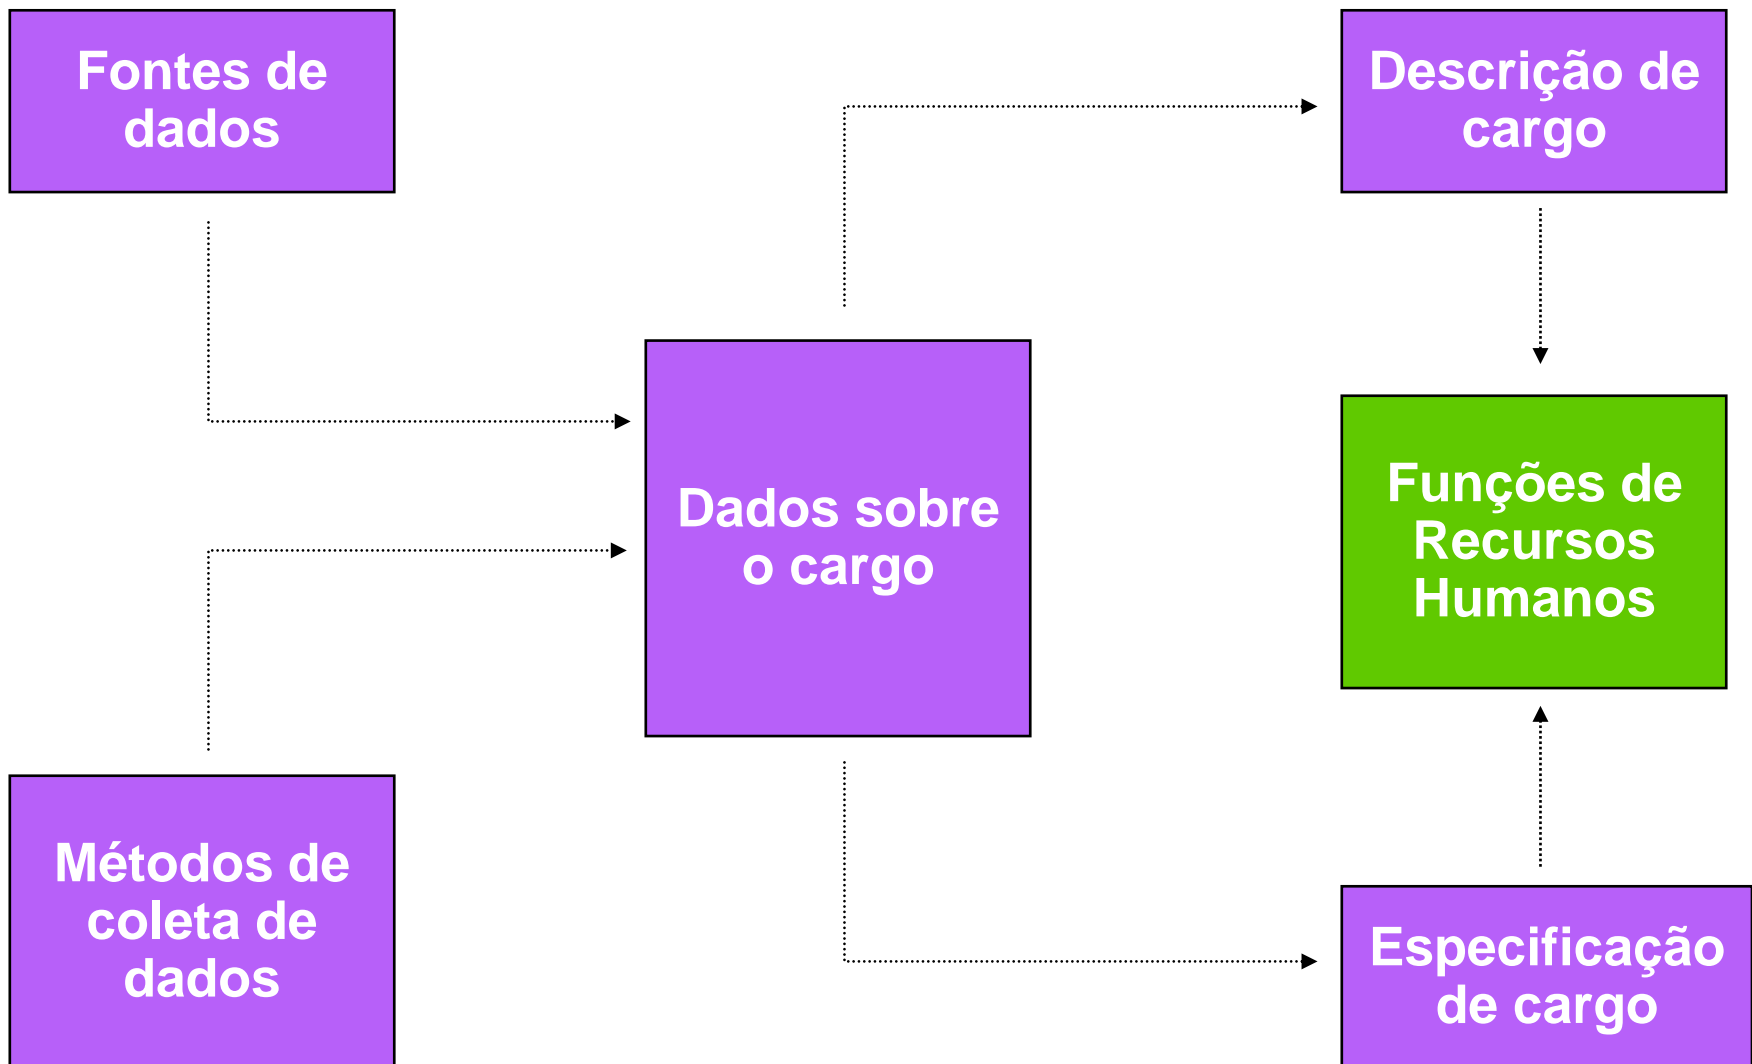 Fontes de
dados
Descrição de
cargo
Dados sobre
o cargo
Funções de
Recursos
Humanos
Métodos de
coleta de
dados
Especificação
de cargo